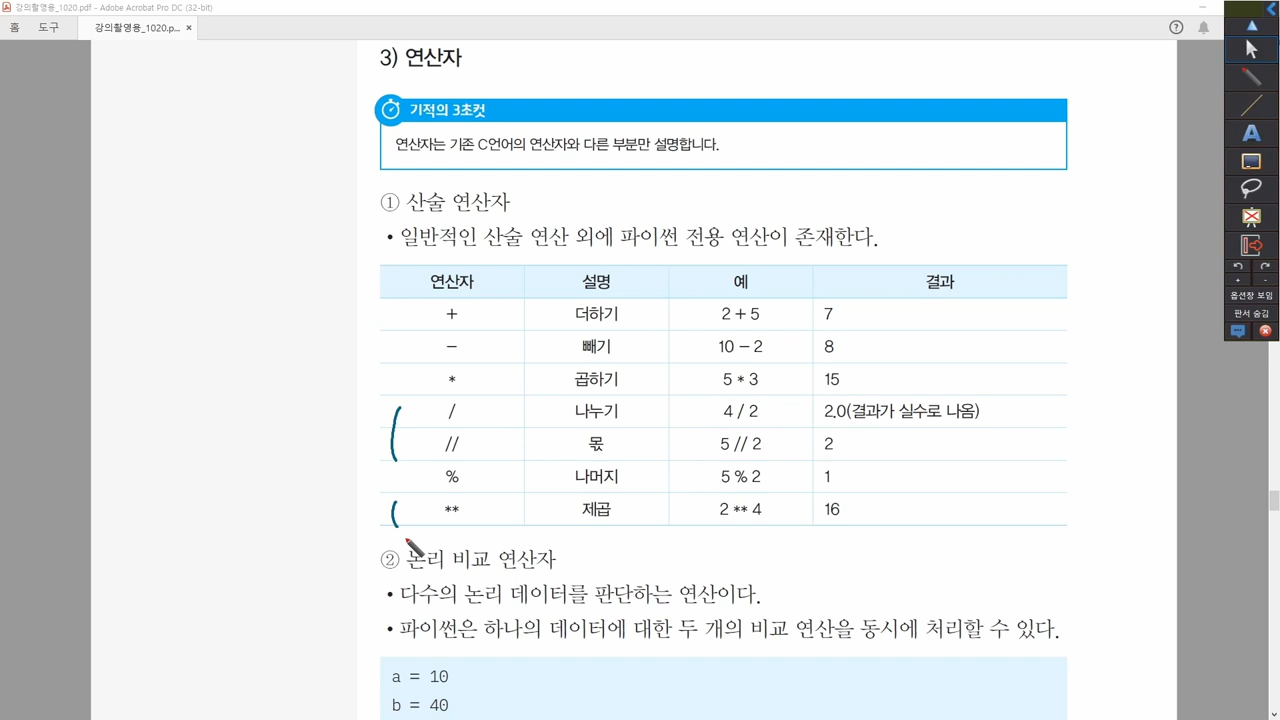 강의촬영용_1020.pdf - Adobe Acrobat Pro DC (32-bit)
홈 도구 강의촬영용_1020.p... ×
3) 연산자
기적의 3초컷
연산자는 기존 C언어의 연산자와 다른 부분만 설명합니다.
① 산술 연산자
• 일반적인 산술 연산 외에 파이썬 전용 연산이 존재한다.
연산자 설명 예 결과
+ 더하기 2 + 5 7
− 빼기 10 − 2 8
* 곱하기 5 * 3 15
/ 나누기 4 / 2 2.0(결과가 실수로 나옴)
// 몫 5 // 2 2
% 나머지 5 % 2 1
** 제곱 2 ** 4 16
② 논리 비교 연산자
• 다수의 논리 데이터를 판단하는 연산이다.
• 파이썬은 하나의 데이터에 대한 두 개의 비교 연산을 동시에 처리할 수 있다.
a = 10
b = 40
A
+ -
옵션장 보임
판서 숨김